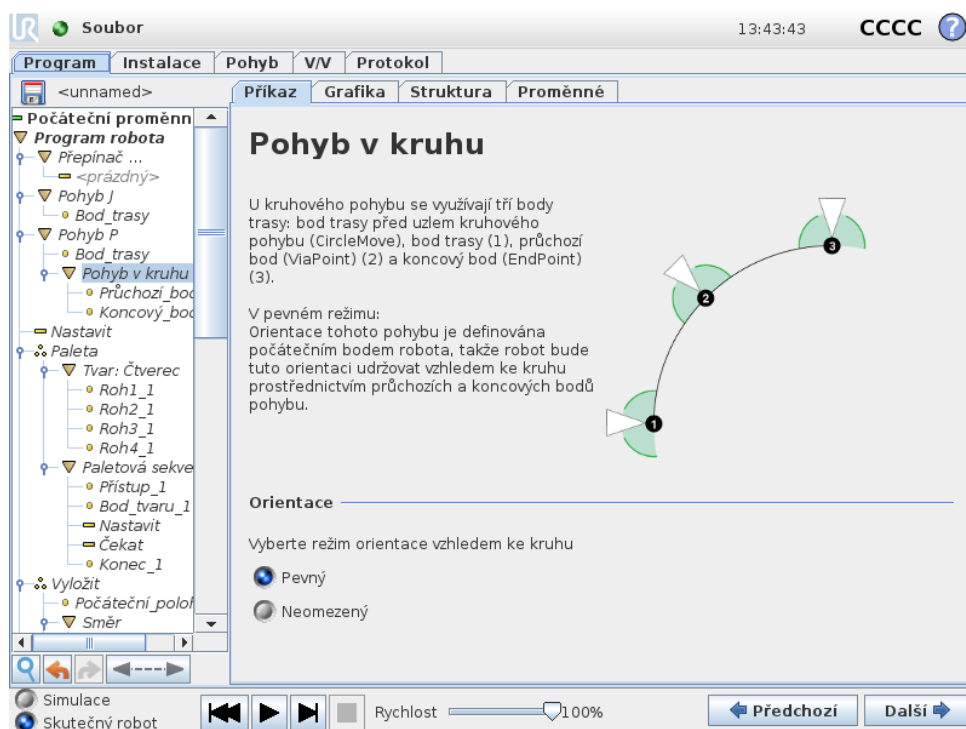 UR Soubor 13:43:43 CCCC ?
Program Instalace Pohyb V/V Protokol
<unnamed> Příkaz Grafika Struktura Proměnné
Počáteční proměnn
Program robota
Přepínač ...
<prázdný>
Pohyb J
Bod_trasy
Pohyb P
Bod_trasy
Pohyb v kruhu
Průchozí_bod
Koncový_bod
Nastavit
Paleta
Tvar: Čtverec
Roh1_1
Roh2_1
Roh3_1
Roh4_1
Paletová sekve
Přístup_1
Bod_tvaru_1
Nastavit
Čekat
Konec_1
Vyložit
Počáteční_poloh
Směr
Pohyb v kruhu
U kruhového pohybu se využívají tří body
trasy: bod trasy před uzlem kruhového
pohybu (CircleMove), bod trasy (1), průchozí
bod (ViaPoint) (2) a koncový bod (EndPoint)
(3).
V pevném režimu:
Orientace tohoto pohybu je definována
počátečním bodem robota, takže robot bude
tuto orientaci udržovat vzhledem ke kruhu
prostřednictvím průchozích a koncových bodů
pohybu.
3
2
1
Orientace
Vyberte režim orientace vzhledem ke kruhu
Pevný
Neomezený
Simulace
Skutečný robot
Rychlost 100%
Předchozí Další